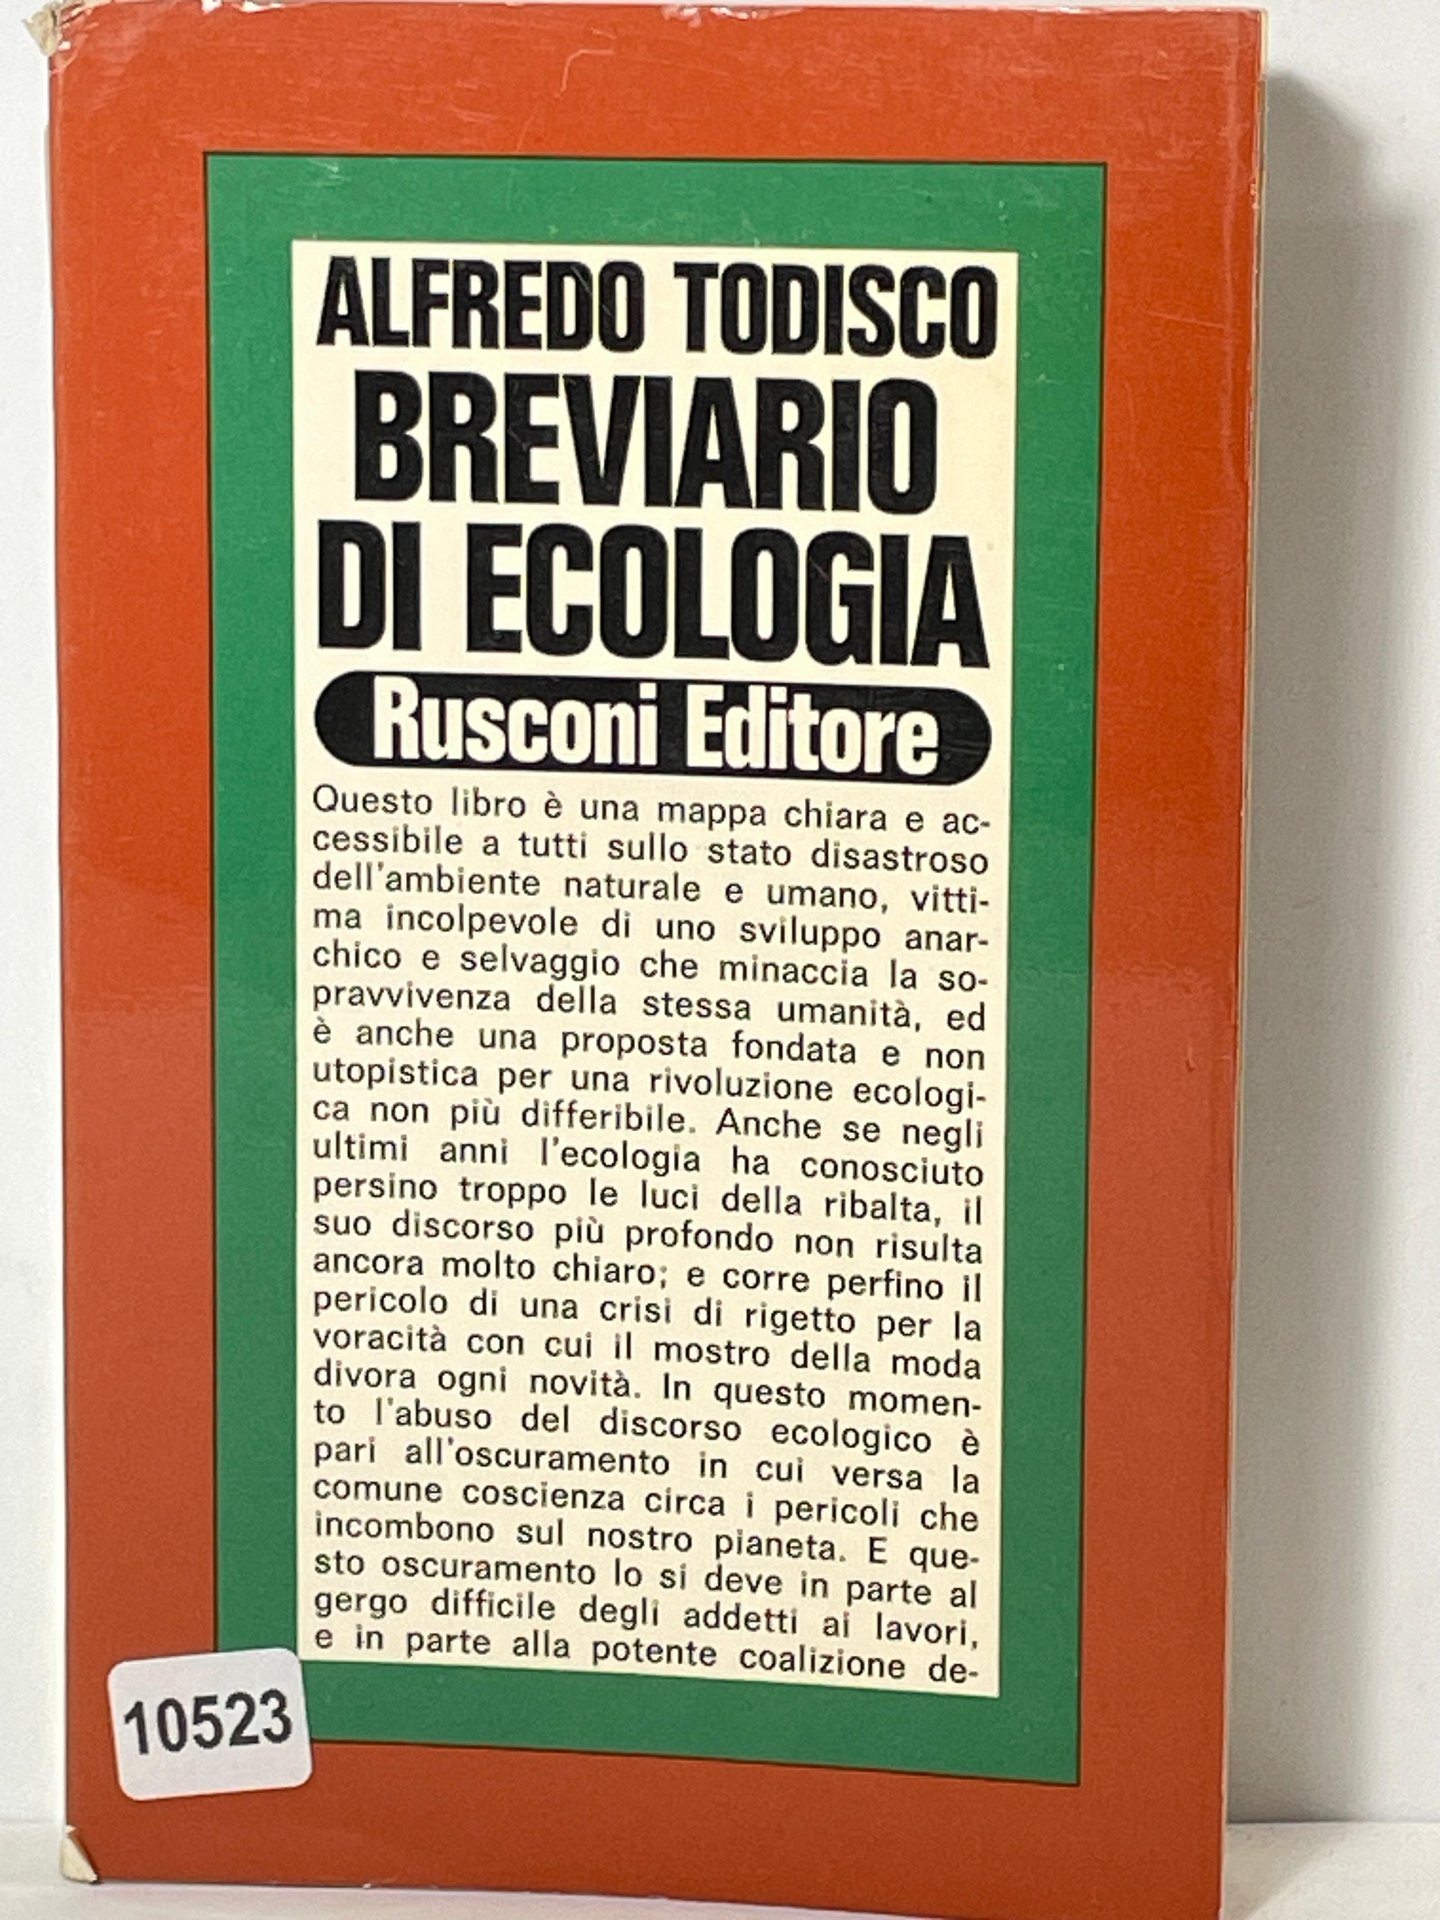 ALFREDO TODISCO
BREVIARIO
DI ECOLOGIA
Rusconi Editore
Questo libro è una mappa chiara e ac-
cessibile a tutti sullo stato disastroso
dell'ambiente naturale e umano, vitti-
ma incolpevole di uno sviluppo anar-
chico e selvaggio che minaccia la so-
pravvivenza della stessa umanità, ed
è anche una proposta fondata e non
utopistica per una rivoluzione ecologi-
ca non più differibile. Anche se negli
ultimi anni l'ecologia ha conosciuto
persino troppo le luci della ribalta, il
suo discorso più profondo non risulta
ancora molto chiaro; e corre perfino il
pericolo di una crisi di rigetto per la
voracità con cui il mostro della moda
divora ogni novità. In questo momen-
to l'abuso del discorso ecologico è
pari all'oscuramento in cui versa la
comune coscienza circa i pericoli che
incombono sul nostro pianeta. E que-
sto oscuramento lo si deve in parte al
gergo difficile degli addetti ai lavori,
e in parte alla potente coalizione de-
10523